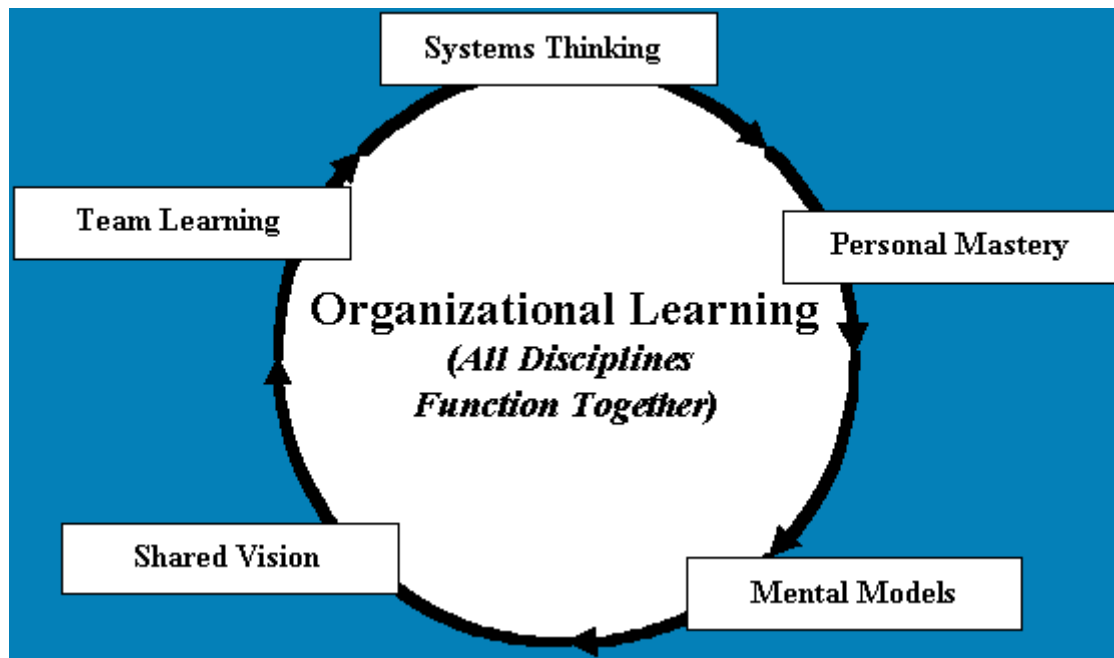 Systems Thinking
Team Learning
Personal Mastery
Organizational Learning
(All Disciplines
Function Together)
Shared Vision
Mental Models